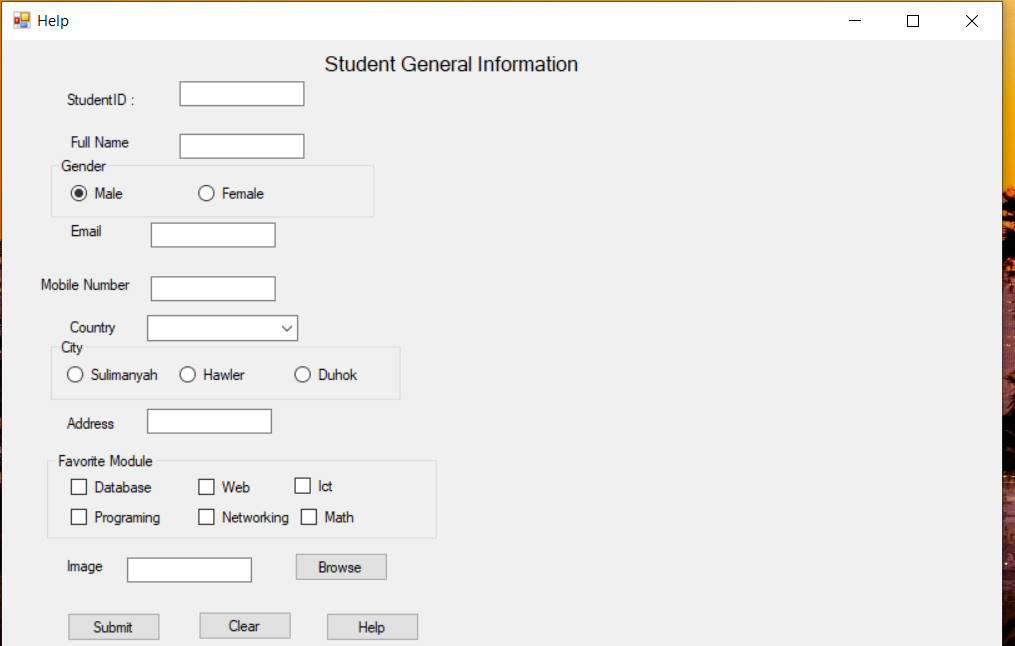 Help
Student General Information
StudentID :
Full Name
Gender
Male Female
Email
Mobile Number
Country
City
Sulimanyah Hawler Duhok
Address
Favorite Module
Database Web Ict
Programing Networking Math
Image Browse
Submit Clear Help